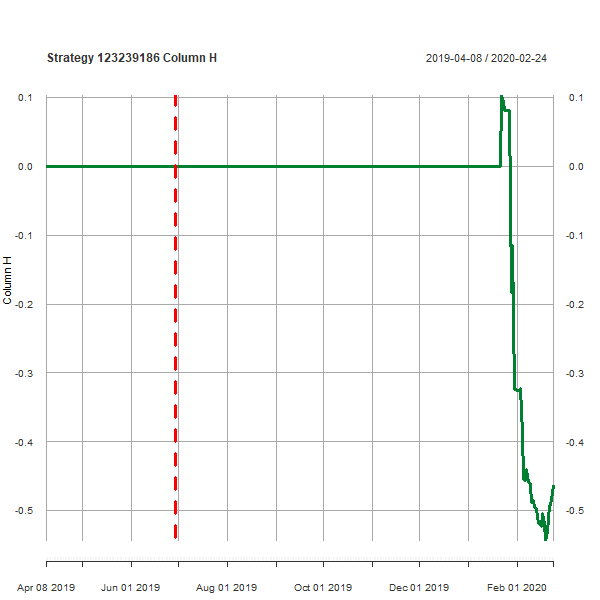 Strategy 123239186 Column H
2019-04-08 / 2020-02-24
0.1 0.1
0.0 0.0
-0.1 -0.1
-0.2 -0.2
-0.3 -0.3
-0.4 -0.4
-0.5 -0.5
Column H
Apr 08 2019 Jun 01 2019 Aug 01 2019 Oct 01 2019 Dec 01 2019 Feb 01 2020